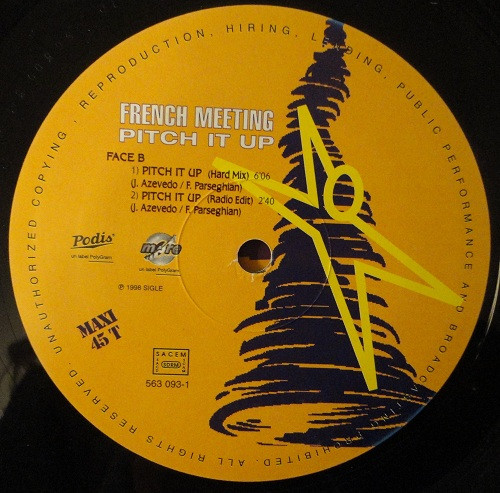 FRENCH MEETING
PITCH IT UP
FACE B
1) PITCH IT UP (Hard Mix) 6'06
(J. Azevedo / F. Parseghian)
2) PITCH IT UP (Radio Edit) 2'40
(J. Azevedo / F. Parseghian)
Podis
un label PolyGram
un label PolyGram
℗ 1998 SIGLE
MAXI
45 T
SACEM
SDRM
563 093-1
ALL RIGHTS RESERVED. UNAUTHORIZED COPYING, REPRODUCTION, HIRING, LENDING, PUBLIC PERFORMANCE AND BROADCASTING PROHIBITED.